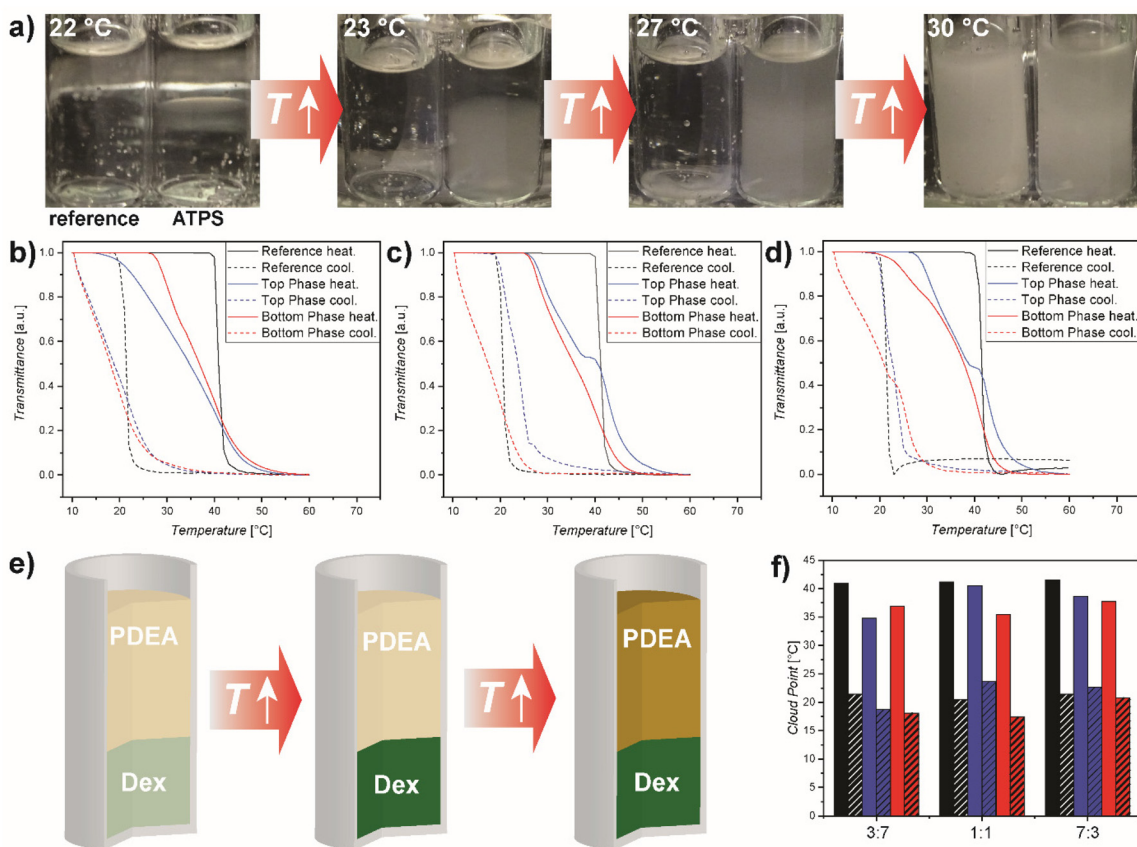 a)
22 °C
23 °C
27 °C
30 °C
T ↑
T ↑
T ↑
reference
ATPS
b)
Reference heat.
Reference cool.
Top Phase heat.
Top Phase cool.
Bottom Phase heat.
Bottom Phase cool.
Transmittance [a.u.]
1.0
0.8
0.6
0.4
0.2
0.0
10 20 30 40 50 60 70
Temperature [°C]
c)
Reference heat.
Reference cool.
Top Phase heat.
Top Phase cool.
Bottom Phase heat.
Bottom Phase cool.
Transmittance [a.u.]
1.0
0.8
0.6
0.4
0.2
0.0
10 20 30 40 50 60 70
Temperature [°C]
d)
Reference heat.
Reference cool.
Top Phase heat.
Top Phase cool.
Bottom Phase heat.
Bottom Phase cool.
Transmittance [a.u.]
1.0
0.8
0.6
0.4
0.2
0.0
10 20 30 40 50 60 70
Temperature [°C]
e)
PDEA
Dex
T ↑
PDEA
Dex
T ↑
PDEA
Dex
f)
Cloud Point [°C]
45
40
35
30
25
20
15
10
5
0
3:7 1:1 7:3